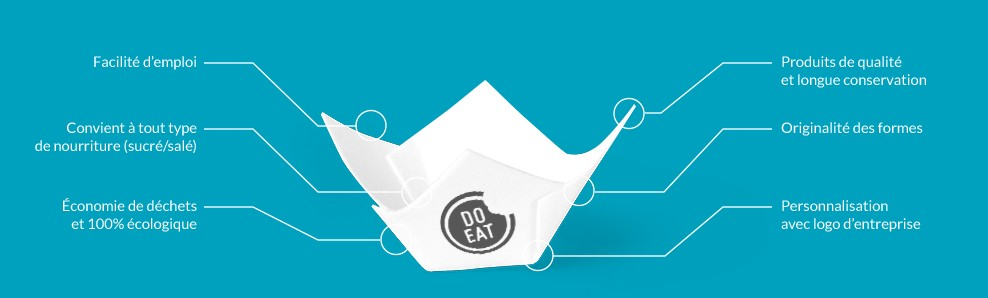 Facilité d'emploi
Convient à tout type
de nourriture (sucré/salé)
Économie de déchets
et 100% écologique
DO
EAT
Produits de qualité
et longue conservation
Originalité des formes
Personnalisation
avec logo d'entreprise